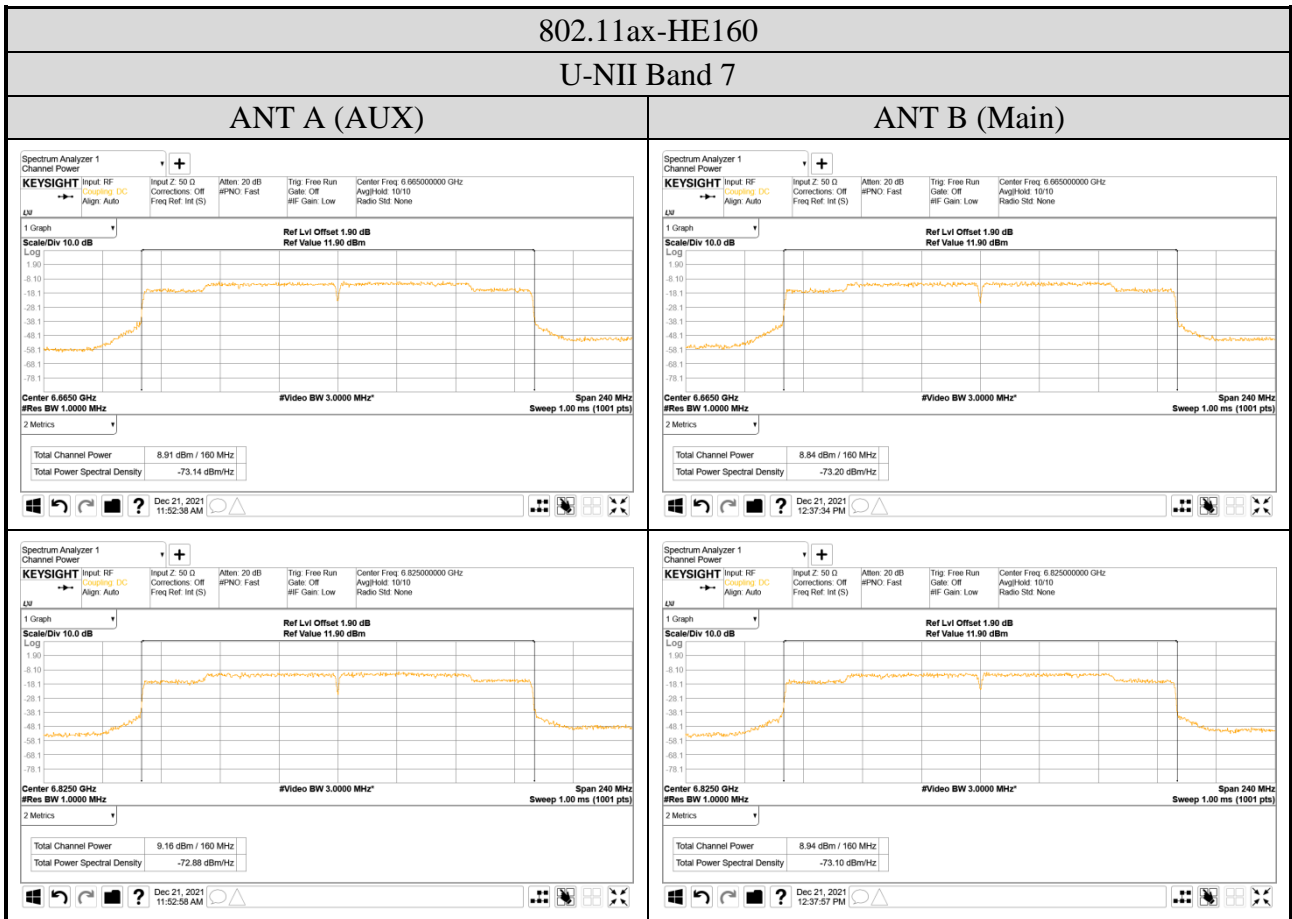 802.11ax-HE160
U-NII Band 7
ANT A (AUX)
ANT B (Main)
Spectrum Analyzer 1
Channel Power
+
KEYSIGHT Input: RF Input Z: 50 Ω Atten: 20 dB Trig: Free Run Center Freq: 6.665000000 GHz
Coupling: DC Corrections: Off #PNO: Fast Gate: Off Avg|Hold: 10/10
Align: Auto Freq Ref: Int (S) #IF Gain: Low Radio Std: None
LXI
1 Graph
Ref Lvl Offset 1.90 dB
Scale/Div 10.0 dB Ref Value 11.90 dBm
Log
1.90
-8.10
-18.1
-28.1
-38.1
-48.1
-58.1
-68.1
-78.1
Center 6.6650 GHz #Video BW 3.0000 MHz* Span 240 MHz
#Res BW 1.0000 MHz Sweep 1.00 ms (1001 pts)
2 Metrics
Total Channel Power 8.91 dBm / 160 MHz
Total Power Spectral Density -73.14 dBm/Hz
? Dec 21, 2021
11:52:38 AM
Spectrum Analyzer 1
Channel Power
+
KEYSIGHT Input: RF Input Z: 50 Ω Atten: 20 dB Trig: Free Run Center Freq: 6.665000000 GHz
Coupling: DC Corrections: Off #PNO: Fast Gate: Off Avg|Hold: 10/10
Align: Auto Freq Ref: Int (S) #IF Gain: Low Radio Std: None
LXI
1 Graph
Ref Lvl Offset 1.90 dB
Scale/Div 10.0 dB Ref Value 11.90 dBm
Log
1.90
-8.10
-18.1
-28.1
-38.1
-48.1
-58.1
-68.1
-78.1
Center 6.6650 GHz #Video BW 3.0000 MHz* Span 240 MHz
#Res BW 1.0000 MHz Sweep 1.00 ms (1001 pts)
2 Metrics
Total Channel Power 8.84 dBm / 160 MHz
Total Power Spectral Density -73.20 dBm/Hz
? Dec 21, 2021
12:37:34 PM
Spectrum Analyzer 1
Channel Power
+
KEYSIGHT Input: RF Input Z: 50 Ω Atten: 20 dB Trig: Free Run Center Freq: 6.825000000 GHz
Coupling: DC Corrections: Off #PNO: Fast Gate: Off Avg|Hold: 10/10
Align: Auto Freq Ref: Int (S) #IF Gain: Low Radio Std: None
LXI
1 Graph
Ref Lvl Offset 1.90 dB
Scale/Div 10.0 dB Ref Value 11.90 dBm
Log
1.90
-8.10
-18.1
-28.1
-38.1
-48.1
-58.1
-68.1
-78.1
Center 6.8250 GHz #Video BW 3.0000 MHz* Span 240 MHz
#Res BW 1.0000 MHz Sweep 1.00 ms (1001 pts)
2 Metrics
Total Channel Power 9.16 dBm / 160 MHz
Total Power Spectral Density -72.88 dBm/Hz
? Dec 21, 2021
11:52:58 AM
Spectrum Analyzer 1
Channel Power
+
KEYSIGHT Input: RF Input Z: 50 Ω Atten: 20 dB Trig: Free Run Center Freq: 6.825000000 GHz
Coupling: DC Corrections: Off #PNO: Fast Gate: Off Avg|Hold: 10/10
Align: Auto Freq Ref: Int (S) #IF Gain: Low Radio Std: None
LXI
1 Graph
Ref Lvl Offset 1.90 dB
Scale/Div 10.0 dB Ref Value 11.90 dBm
Log
1.90
-8.10
-18.1
-28.1
-38.1
-48.1
-58.1
-68.1
-78.1
Center 6.8250 GHz #Video BW 3.0000 MHz* Span 240 MHz
#Res BW 1.0000 MHz Sweep 1.00 ms (1001 pts)
2 Metrics
Total Channel Power 8.94 dBm / 160 MHz
Total Power Spectral Density -73.10 dBm/Hz
? Dec 21, 2021
12:37:57 PM